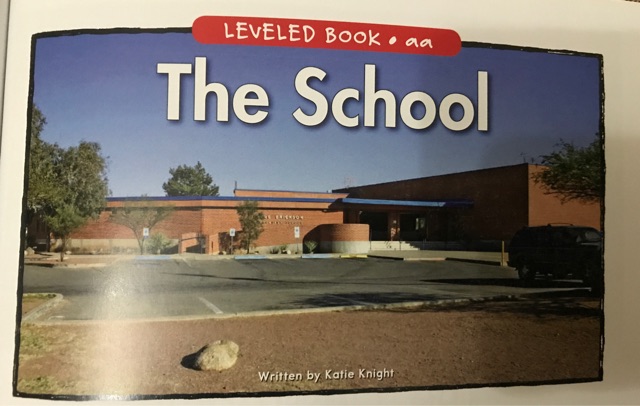 LEVELED BOOK • aa
The School
Written by Katie Knight